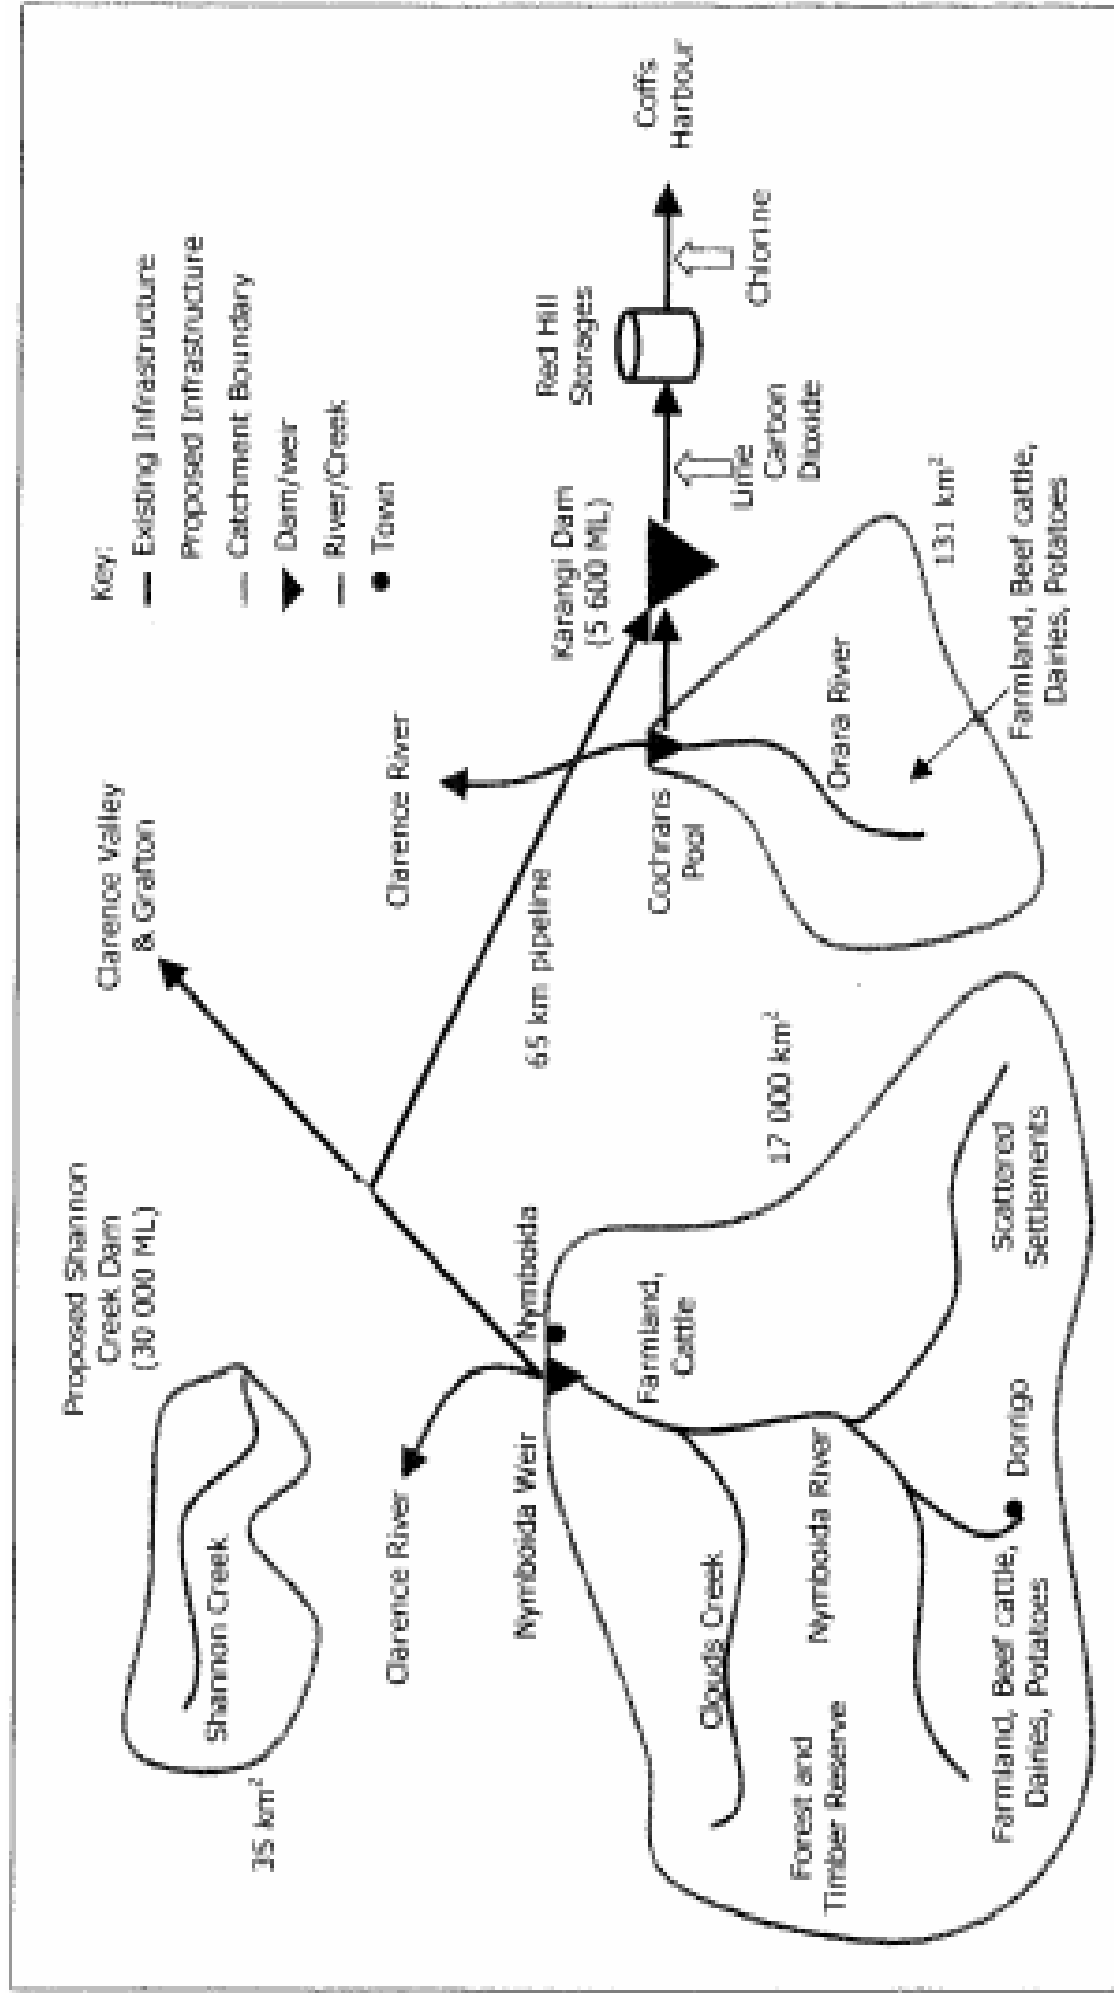 Key:
Existing Infrastructure
Proposed Infrastructure
Catchment Boundary
Dam/weir
River/Creek
Town
Proposed Shannon
Creek Dam
(30 000 ML)
Clarence Valley
& Grafton
Shannon Creek
35 km²
Clarence River
Clarence River
Nymboida Weir
Nymboida
65 km pipeline
Karangi Dam
(5 600 ML)
Red Hill
Storages
Coffs
Harbour
Cochrans
Pool
Lime
Carbon
Dioxide
Chlorine
Farmland,
Cattle
17 000 km²
Clouds Creek
Orara River
131 km²
Forest and
Timber Reserve
Nymboida River
Farmland, Beef cattle,
Dairies, Potatoes
Dorrigo
Scattered
Settlements
Farmland, Beef cattle,
Dairies, Potatoes